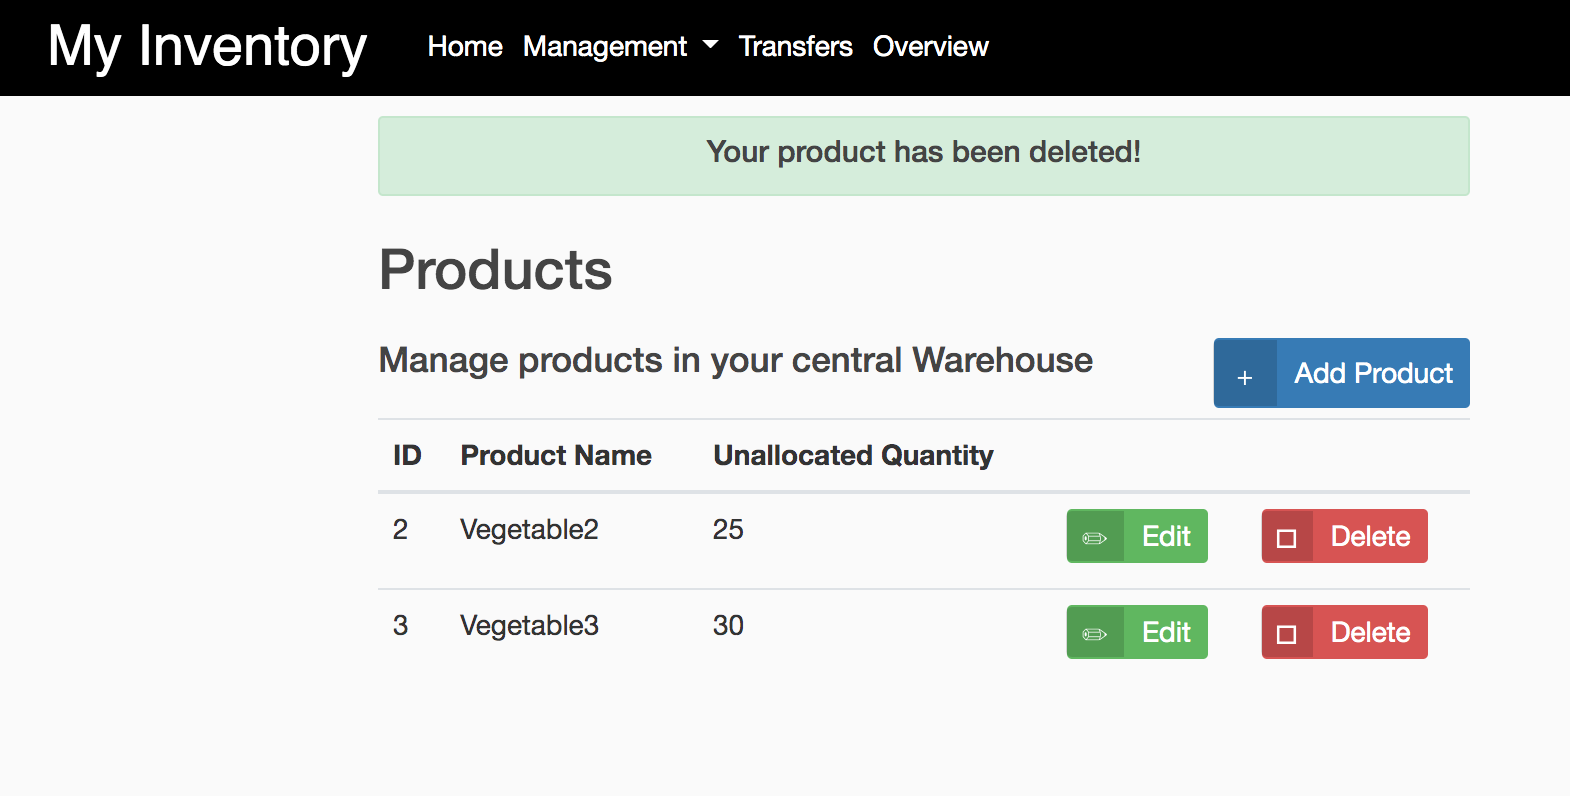 My Inventory Home Management Transfers Overview
Your product has been deleted!
Products
Manage products in your central Warehouse
+ Add Product
ID Product Name Unallocated Quantity
2 Vegetable2 25 Edit Delete
3 Vegetable3 30 Edit Delete